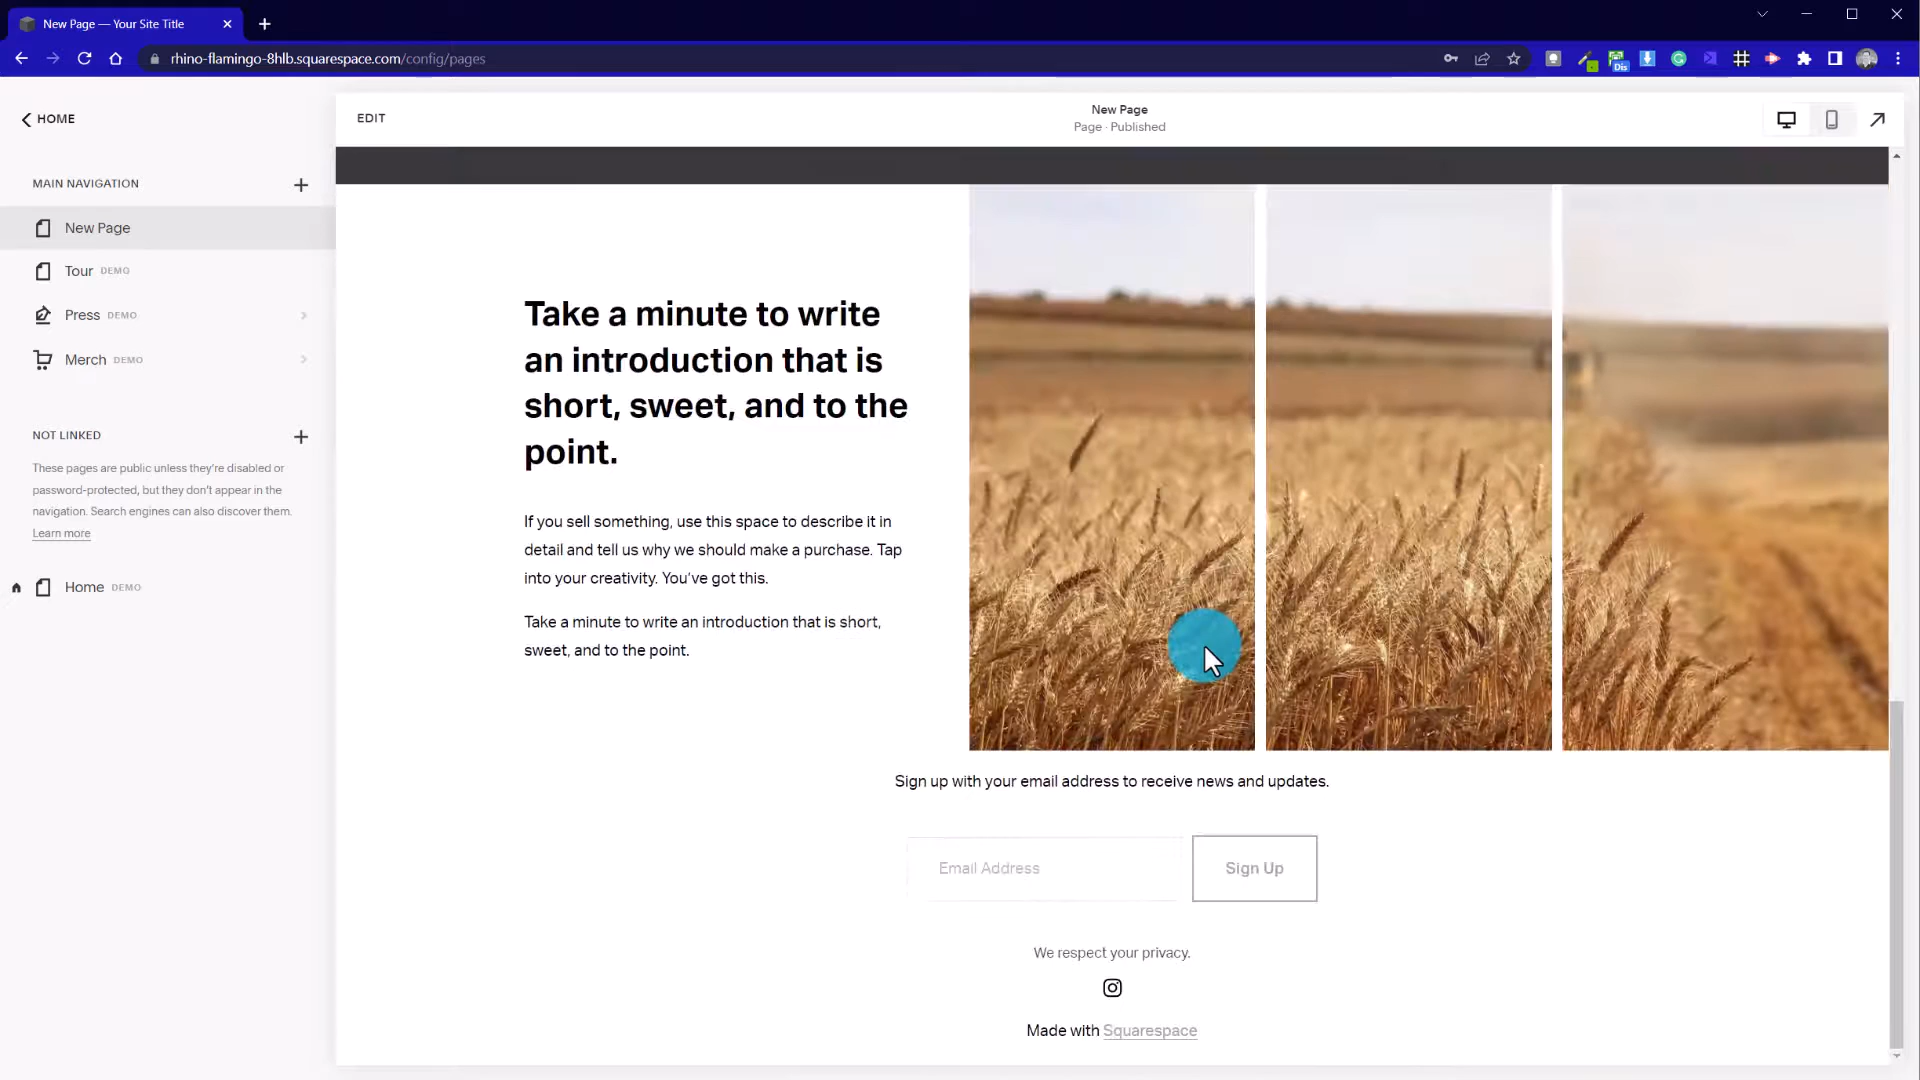 New Page — Your Site Title
rhino-flamingo-8hlb.squarespace.com/config/pages
Dis
HOME
EDIT
New Page
Page · Published
MAIN NAVIGATION
New Page
Tour DEMO
Press DEMO
Merch DEMO
NOT LINKED
These pages are public unless they're disabled or
password-protected, but they don't appear in the
navigation. Search engines can also discover them.
Learn more
Home DEMO
Take a minute to write
an introduction that is
short, sweet, and to the
point.
If you sell something, use this space to describe it in
detail and tell us why we should make a purchase. Tap
into your creativity. You've got this.
Take a minute to write an introduction that is short,
sweet, and to the point.
Sign up with your email address to receive news and updates.
Email Address
Sign Up
We respect your privacy.
Made with Squarespace